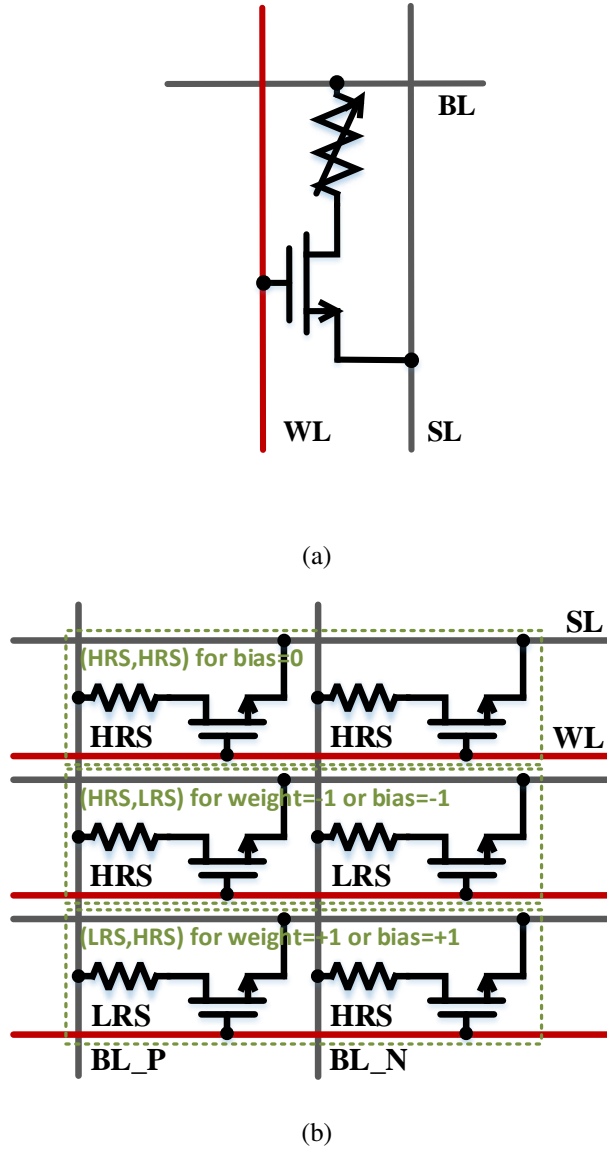 BL
WL
SL
(a)
SL
(HRS,HRS) for bias=0
HRS
HRS
WL
(HRS,LRS) for weight=-1 or bias=-1
HRS
LRS
(LRS,HRS) for weight=+1 or bias=+1
LRS
HRS
BL_P
BL_N
(b)